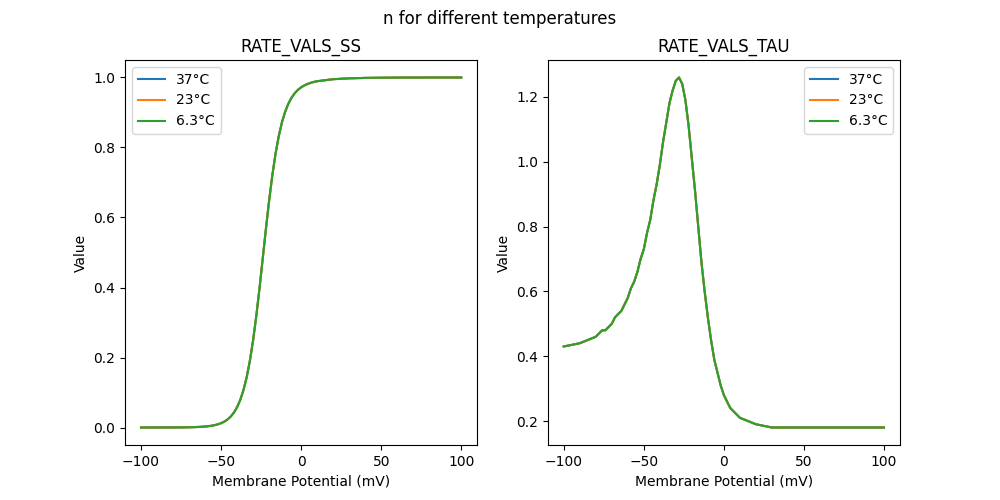 n for different temperatures
RATE_VALS_SS
1.0
0.8
0.6
0.4
0.2
0.0
Value
−100
−50
0
50
100
Membrane Potential (mV)
37°C
23°C
6.3°C
RATE_VALS_TAU
1.2
1.0
0.8
0.6
0.4
0.2
Value
−100
−50
0
50
100
Membrane Potential (mV)
37°C
23°C
6.3°C